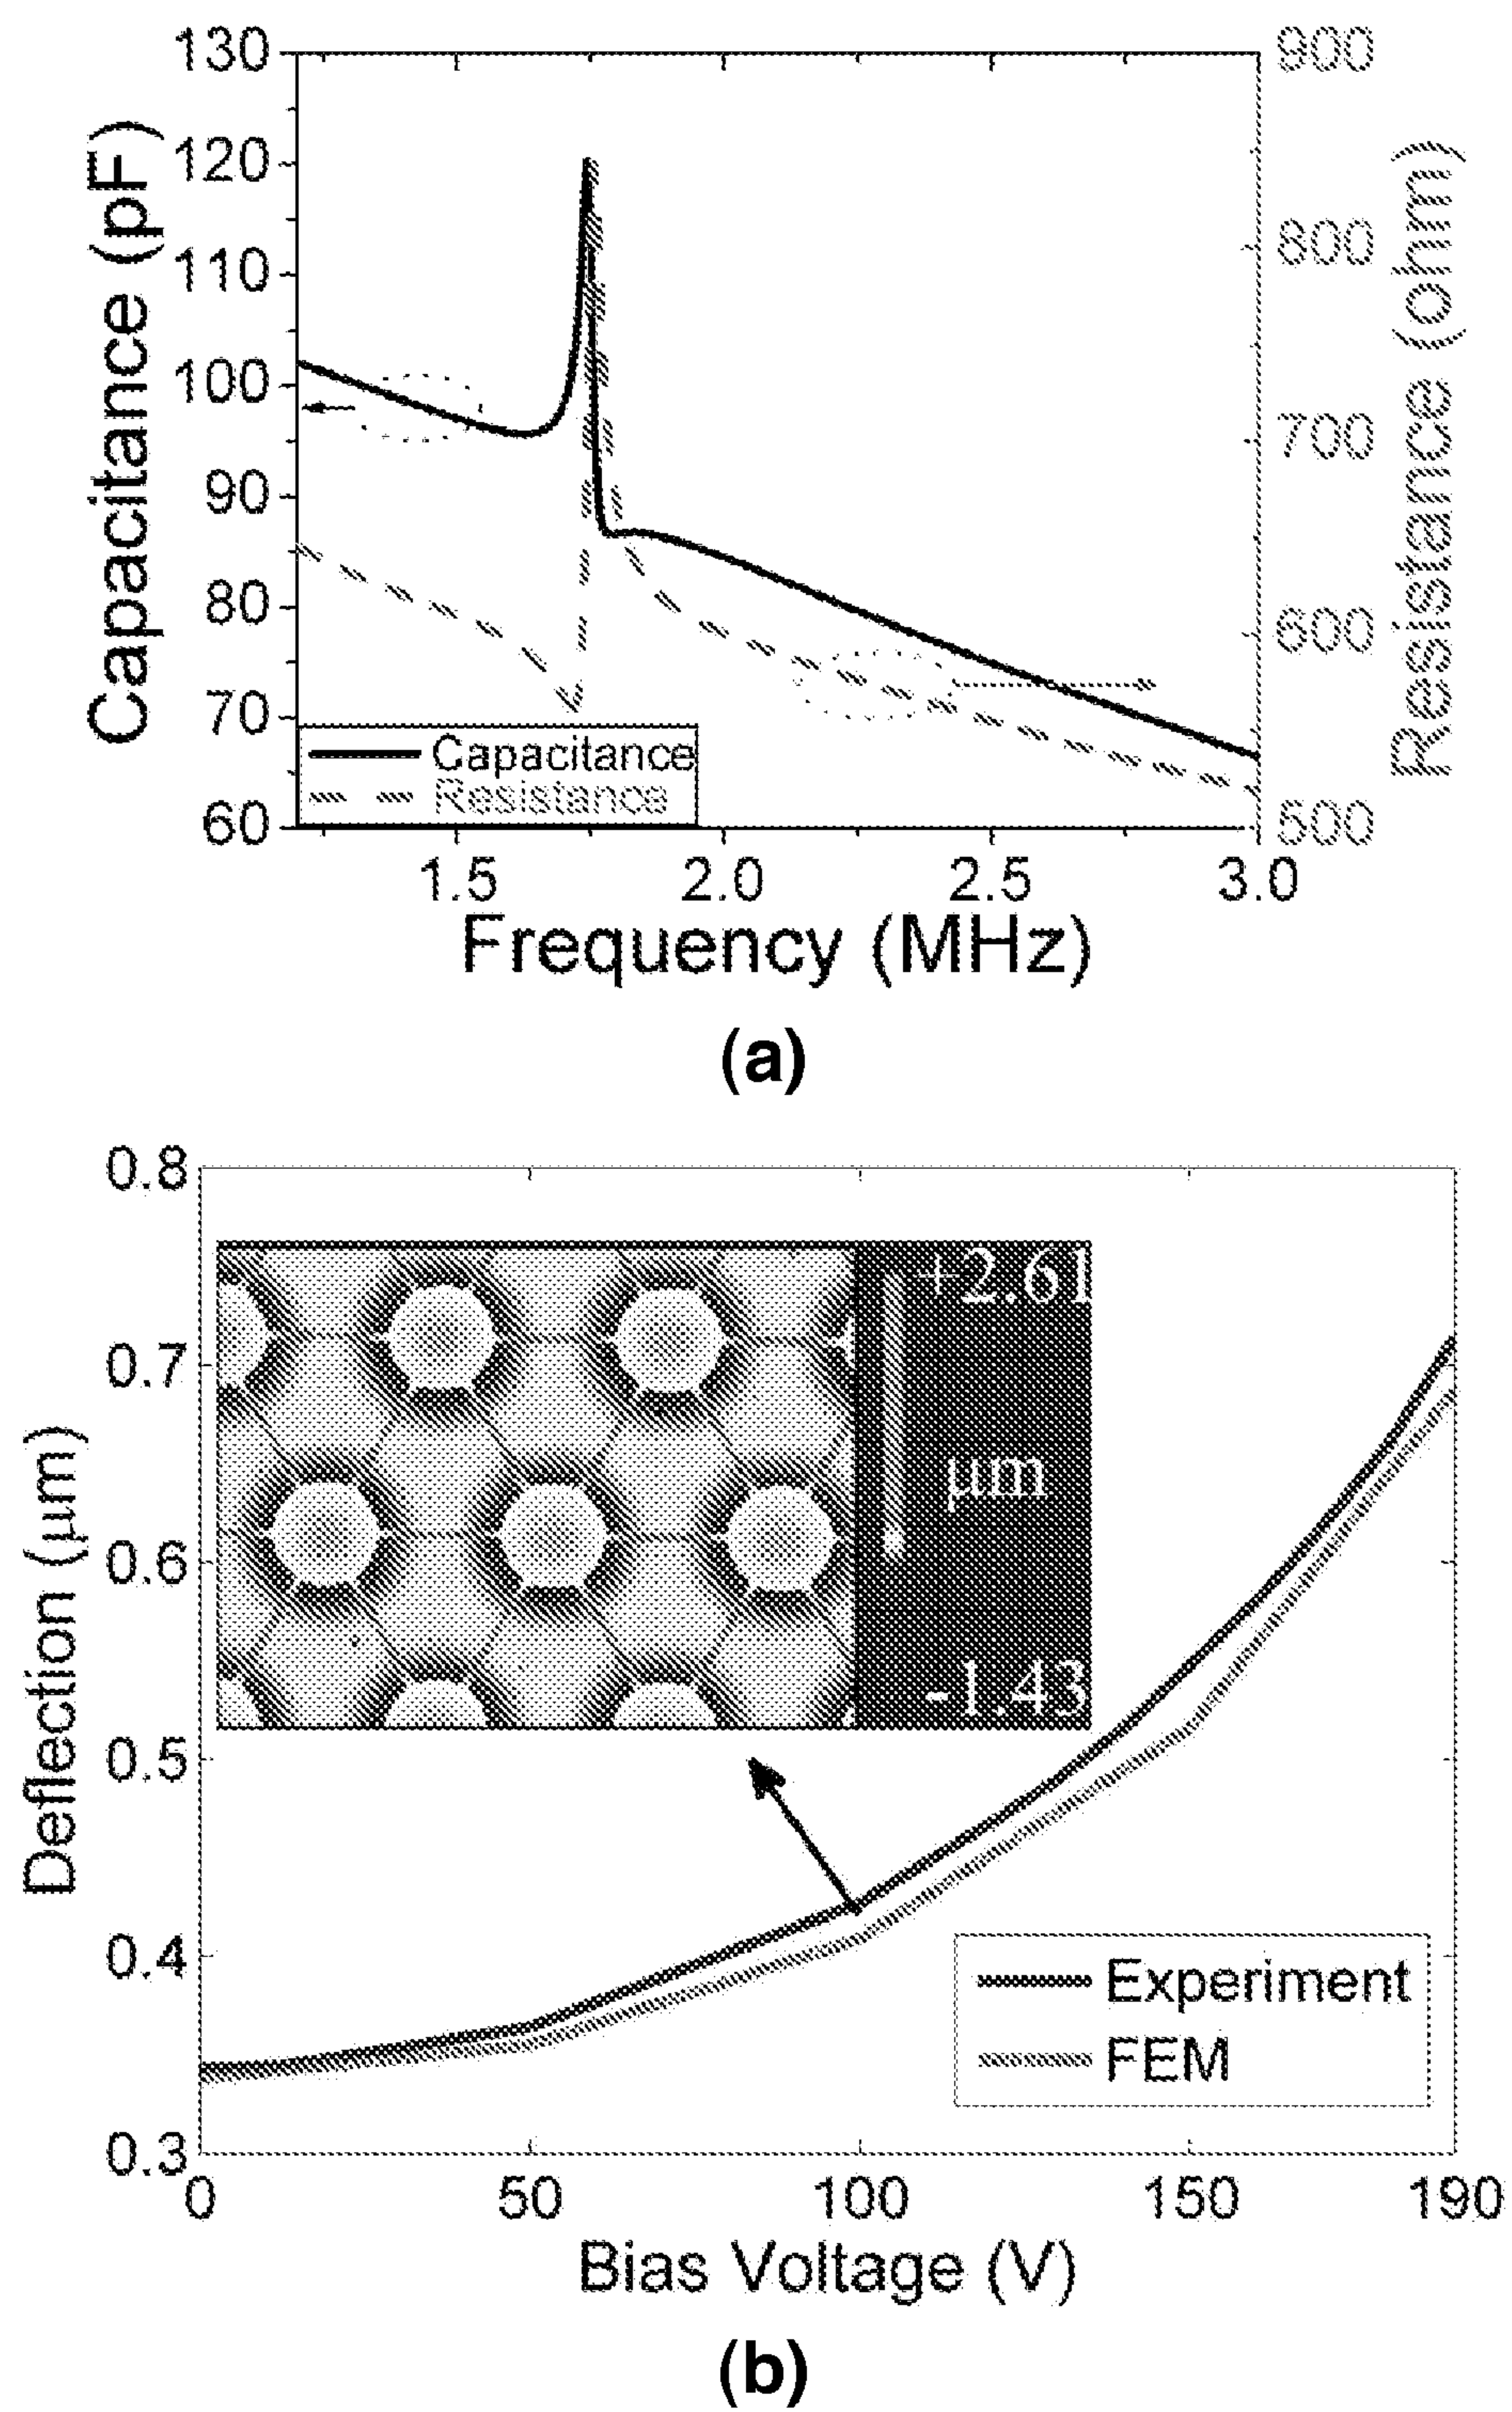 130
120
110
100
90
80
70
60
Capacitance (pF)
900
800
700
600
500
Resistance (ohm)
Capacitance
Resistance
1.5 2.0 2.5 3.0
Frequency (MHz)
(a)
0.8
0.7
0.6
0.5
0.4
0.3
Deflection (μm)
+2.61
μm
-1.43
Experiment
FEM
0 50 100 150 190
Bias Voltage (V)
(b)